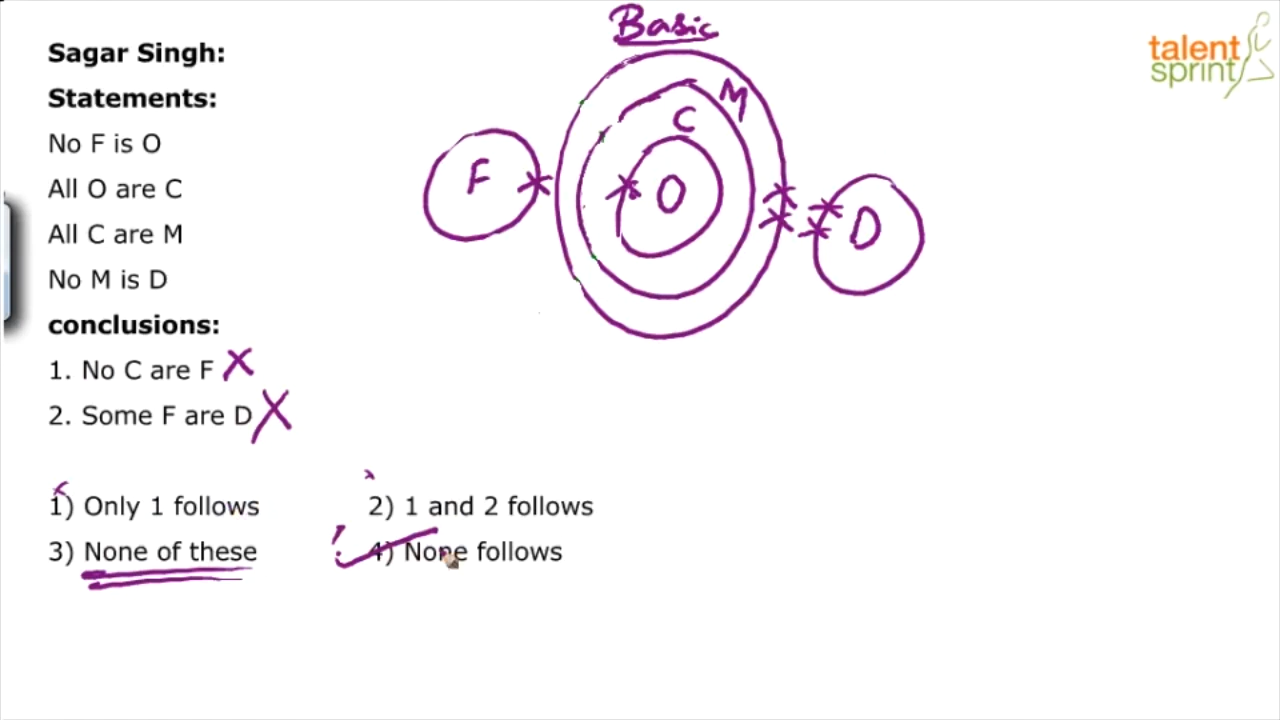 Basic
talent
sprint
Sagar Singh:
Statements:
No F is O
All O are C
All C are M
No M is D
conclusions:
1. No C are F X
2. Some F are D X
1) Only 1 follows
2) 1 and 2 follows
3) None of these
4) None follows
F
O
C
M
D